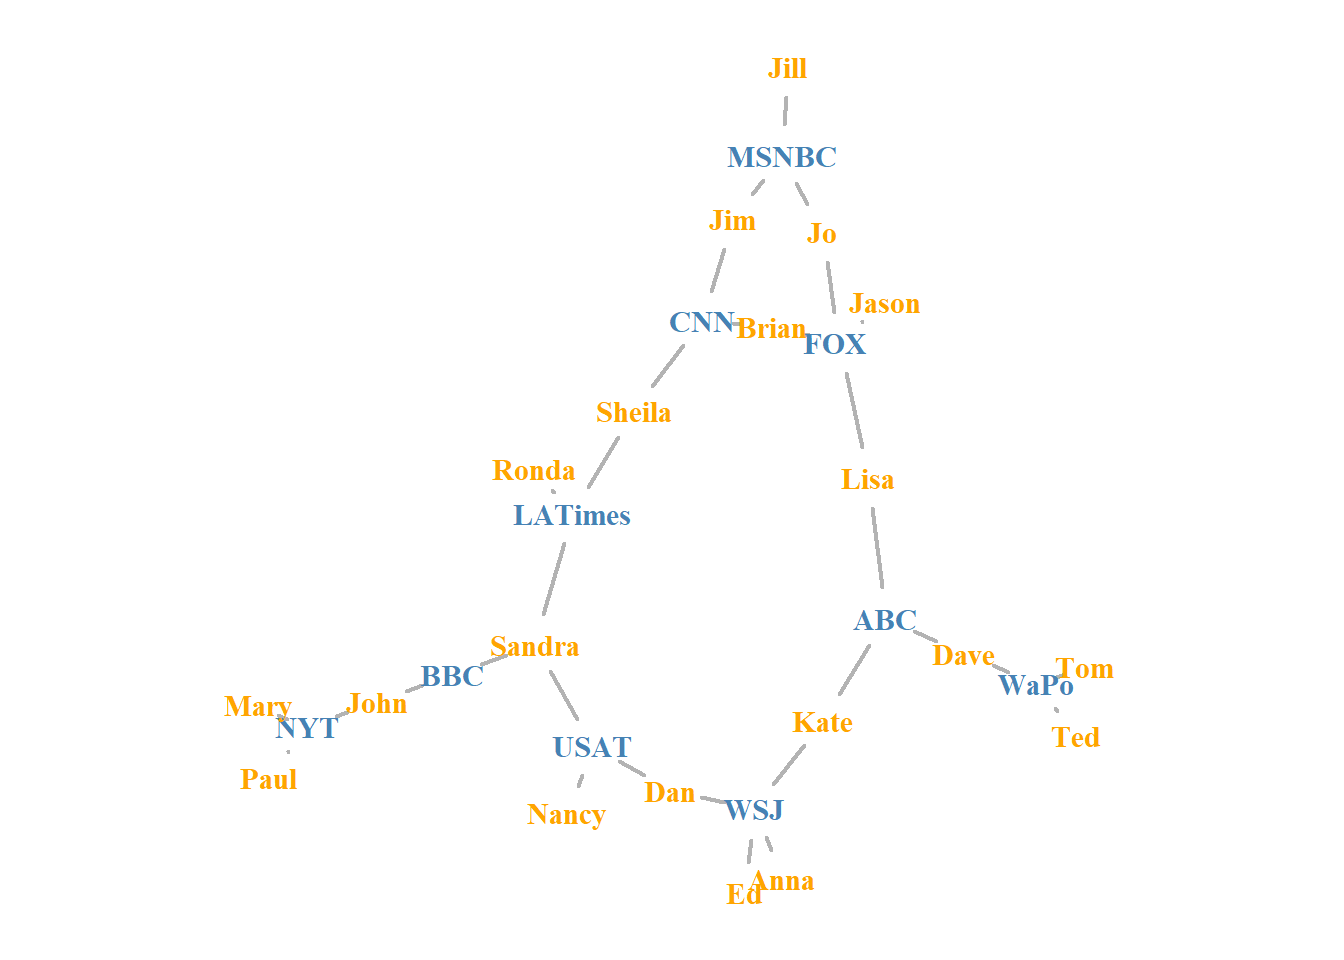 Jill
MSNBC
Jim
Jo
Jason
CNN
Brian
FOX
Sheila
Ronda
Lisa
LATimes
ABC
Sandra
Dave
Tom
BBC
WaPo
Mary
John
NYT
Kate
Ted
USAT
Paul
Dan
WSJ
Nancy
Anna
Ed